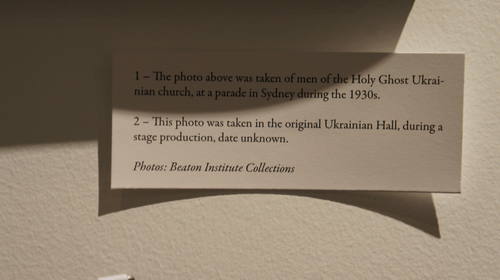 1 – The photo above was taken of men of the Holy Ghost Ukrai-
nian church, at a parade in Sydney during the 1930s.
2 – This photo was taken in the original Ukrainian Hall, during a
stage production, date unknown.
Photos: Beaton Institute Collections